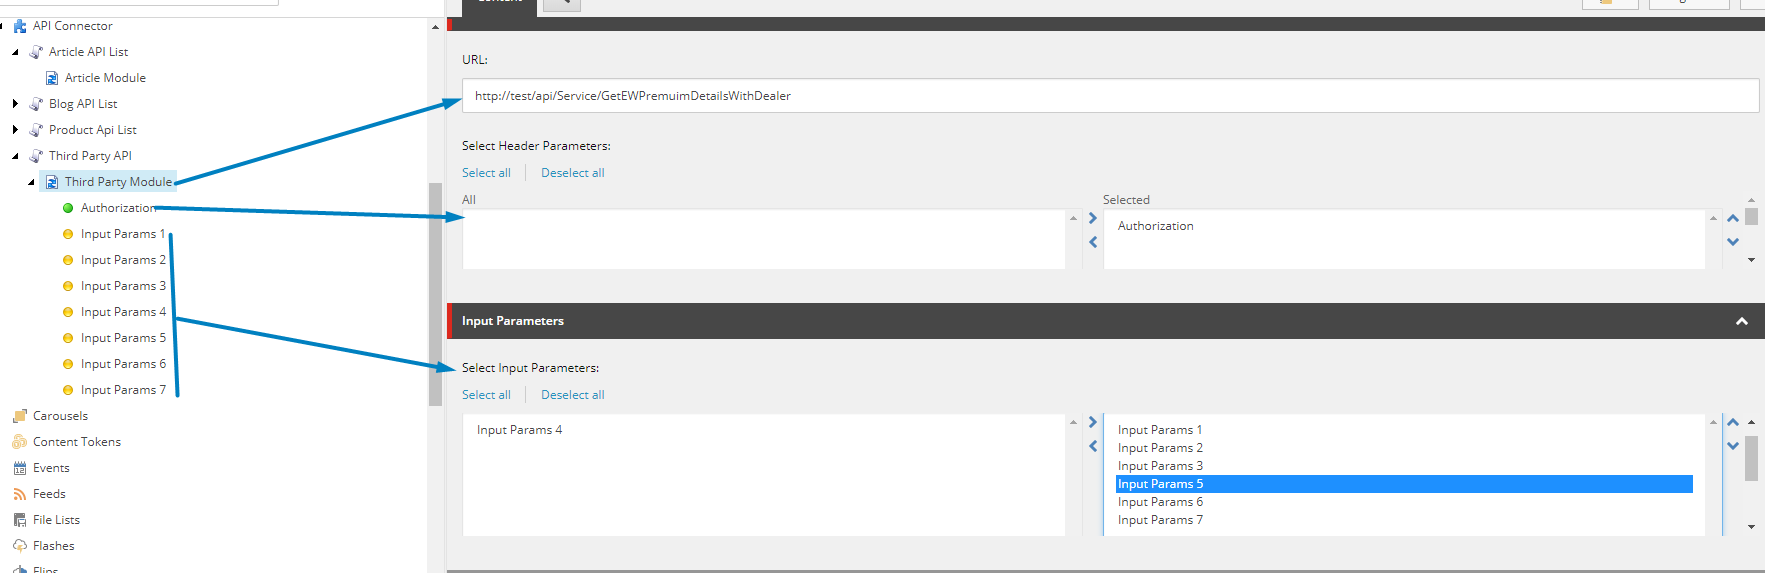 API Connector
Article API List
Article Module
Blog API List
Product Api List
Third Party API
Third Party Module
Authorization
Input Params 1
Input Params 2
Input Params 3
Input Params 4
Input Params 5
Input Params 6
Input Params 7
Carousels
Content Tokens
Events
Feeds
File Lists
Flashes
URL:
http://test/api/Service/GetEWPremuimDetailsWithDealer
Select Header Parameters:
Select all Deselect all
All Selected
Authorization
Input Parameters
Select Input Parameters:
Select all Deselect all
Input Params 4
Input Params 1
Input Params 2
Input Params 3
Input Params 5
Input Params 6
Input Params 7